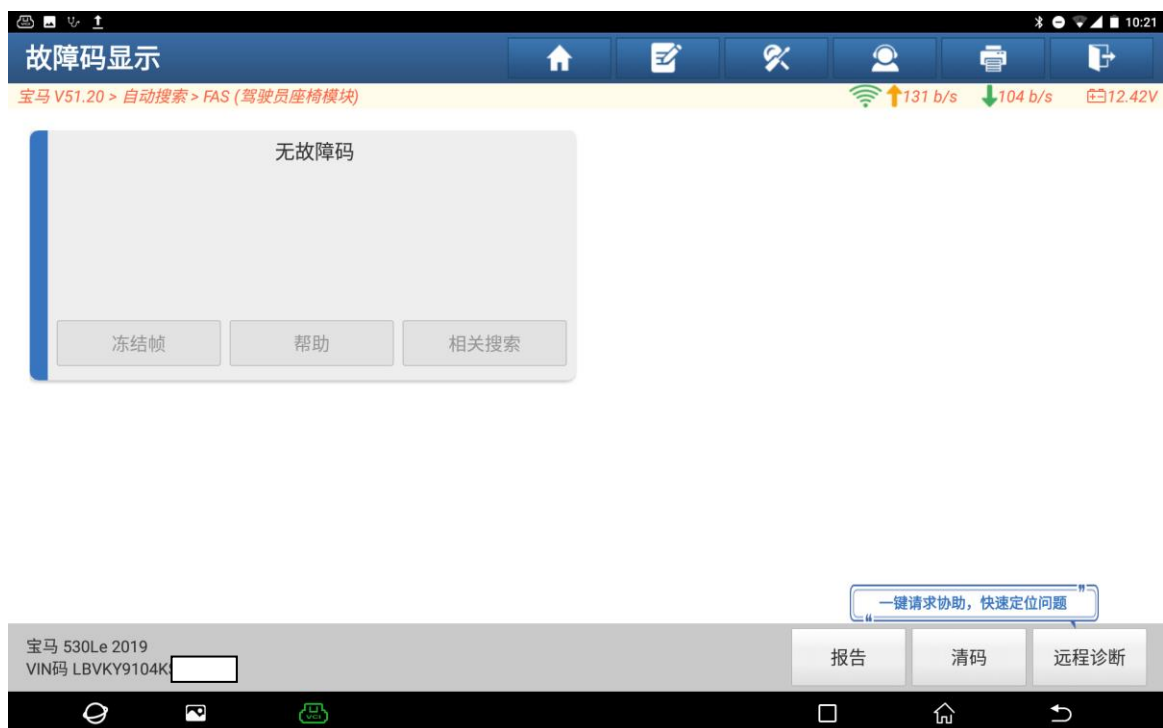 10:21
故障码显示
宝马 V51.20 > 自动搜索 > FAS (驾驶员座椅模块)
131 b/s 104 b/s 12.42V
无故障码
冻结帧 帮助 相关搜索
一键请求协助，快速定位问题
宝马 530Le 2019
VIN码 LBVKY9104K
报告 清码 远程诊断
VCI